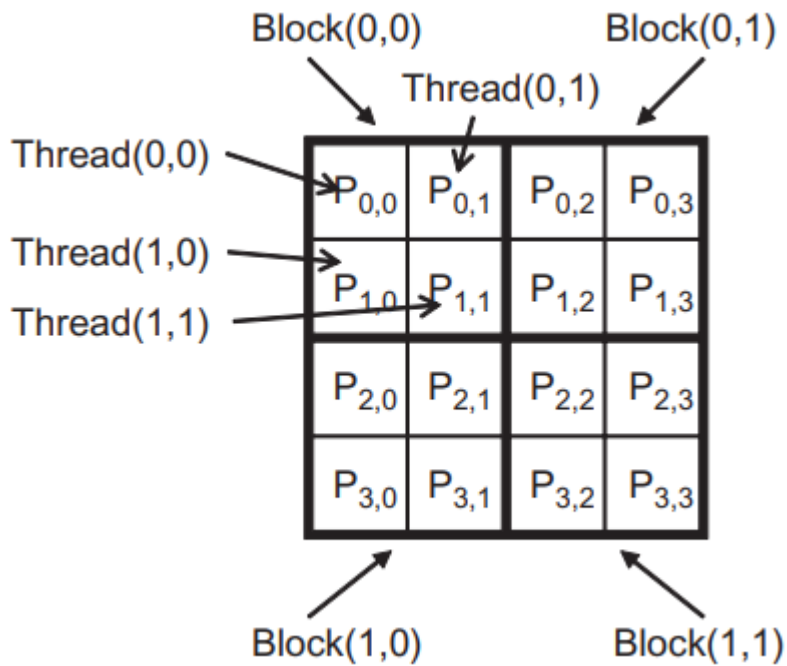 Block(0,0) Block(0,1)
Thread(0,1)
Thread(0,0)
P0,0 P0,1 P0,2 P0,3
Thread(1,0)
P1,0 P1,1 P1,2 P1,3
Thread(1,1)
P2,0 P2,1 P2,2 P2,3
P3,0 P3,1 P3,2 P3,3
Block(1,0) Block(1,1)